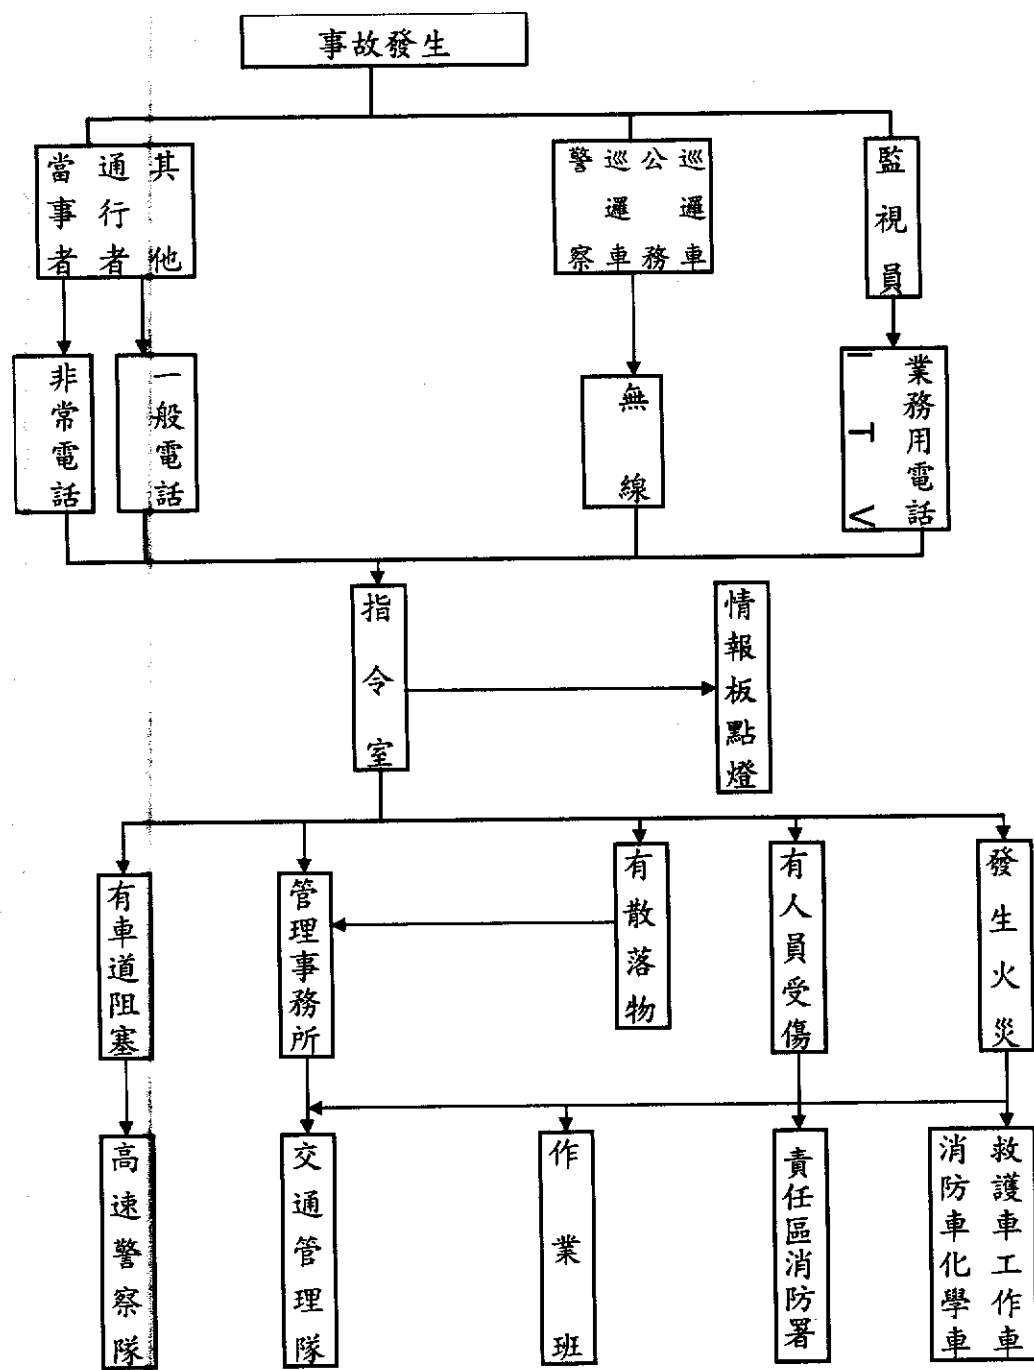 事故發生
其他
通行者
當事者
巡邏車
公務
巡邏車
警察
監視員
非常電話
一般電話
無線
業務用電話
ITV
指令室
情報板點燈
有車道阻塞
管理事務所
有散落物
有人員受傷
發生火災
高速警察隊
交通管理隊
作業班
責任區消防署
救護車工作車
消防車化學車